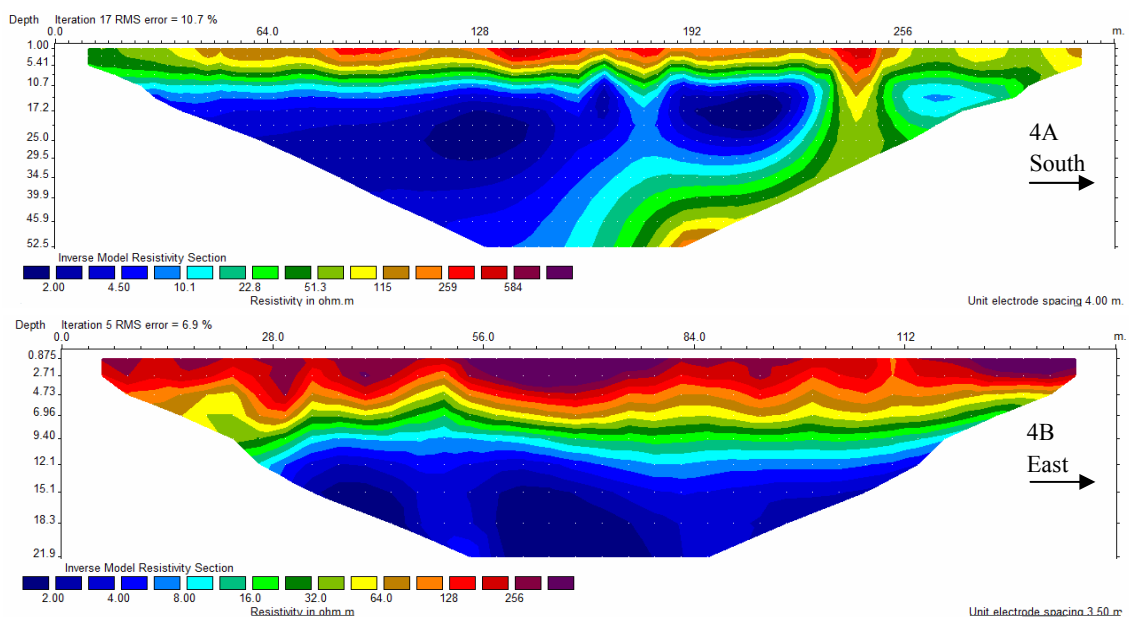 Depth Iteration 17 RMS error = 10.7 %
0.0 64.0 128 192 256 m.
1.00
5.41
10.7
17.2
25.0
29.5
34.5
39.9
45.9
52.5
4A
South
Inverse Model Resistivity Section
2.00 4.50 10.1 22.8 51.3 115 259 584
Resistivity in ohm.m
Unit electrode spacing 4.00 m.
Depth Iteration 5 RMS error = 6.9 %
0.0 28.0 56.0 84.0 112 m.
0.875
2.71
4.73
6.96
9.40
12.1
15.1
18.3
21.9
4B
East
Inverse Model Resistivity Section
2.00 4.00 8.00 16.0 32.0 64.0 128 256
Resistivity in ohm.m
Unit electrode spacing 3.50 m